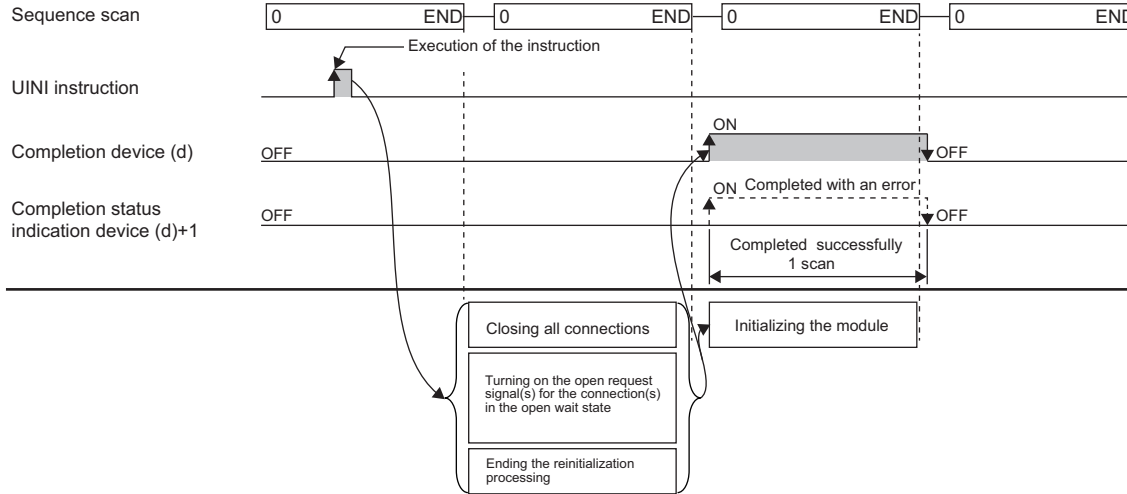 Sequence scan
0 END 0 END 0 END 0 END
Execution of the instruction
UINI instruction
ON
Completion device (d)
OFF
OFF
ON Completed with an error
Completion status
indication device (d)+1
OFF
OFF
Completed successfully
1 scan
Closing all connections
Initializing the module
Turning on the open request
signal(s) for the connection(s)
in the open wait state
Ending the reinitialization
processing